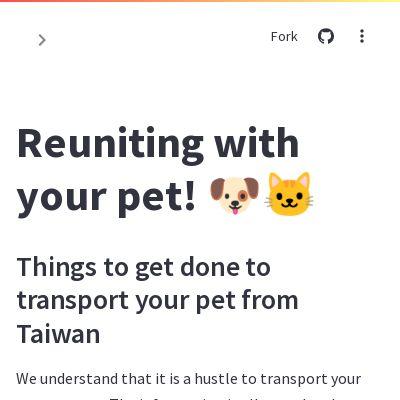 Fork
Reuniting with
your pet! 🐶🐱
Things to get done to
transport your pet from
Taiwan
We understand that it is a hustle to transport your